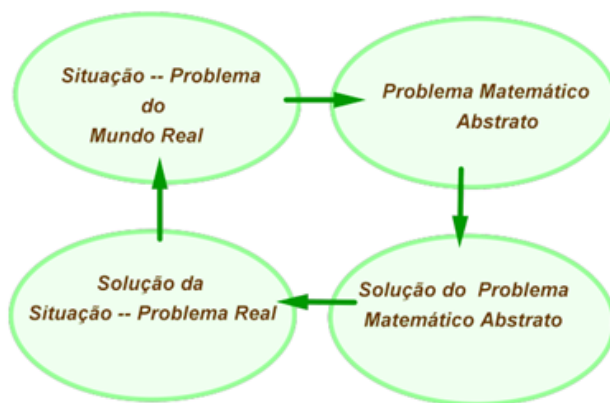 Situação -- Problema
do
Mundo Real
Problema Matemático
Abstrato
Solução da
Situação -- Problema Real
Solução do Problema
Matemático Abstrato